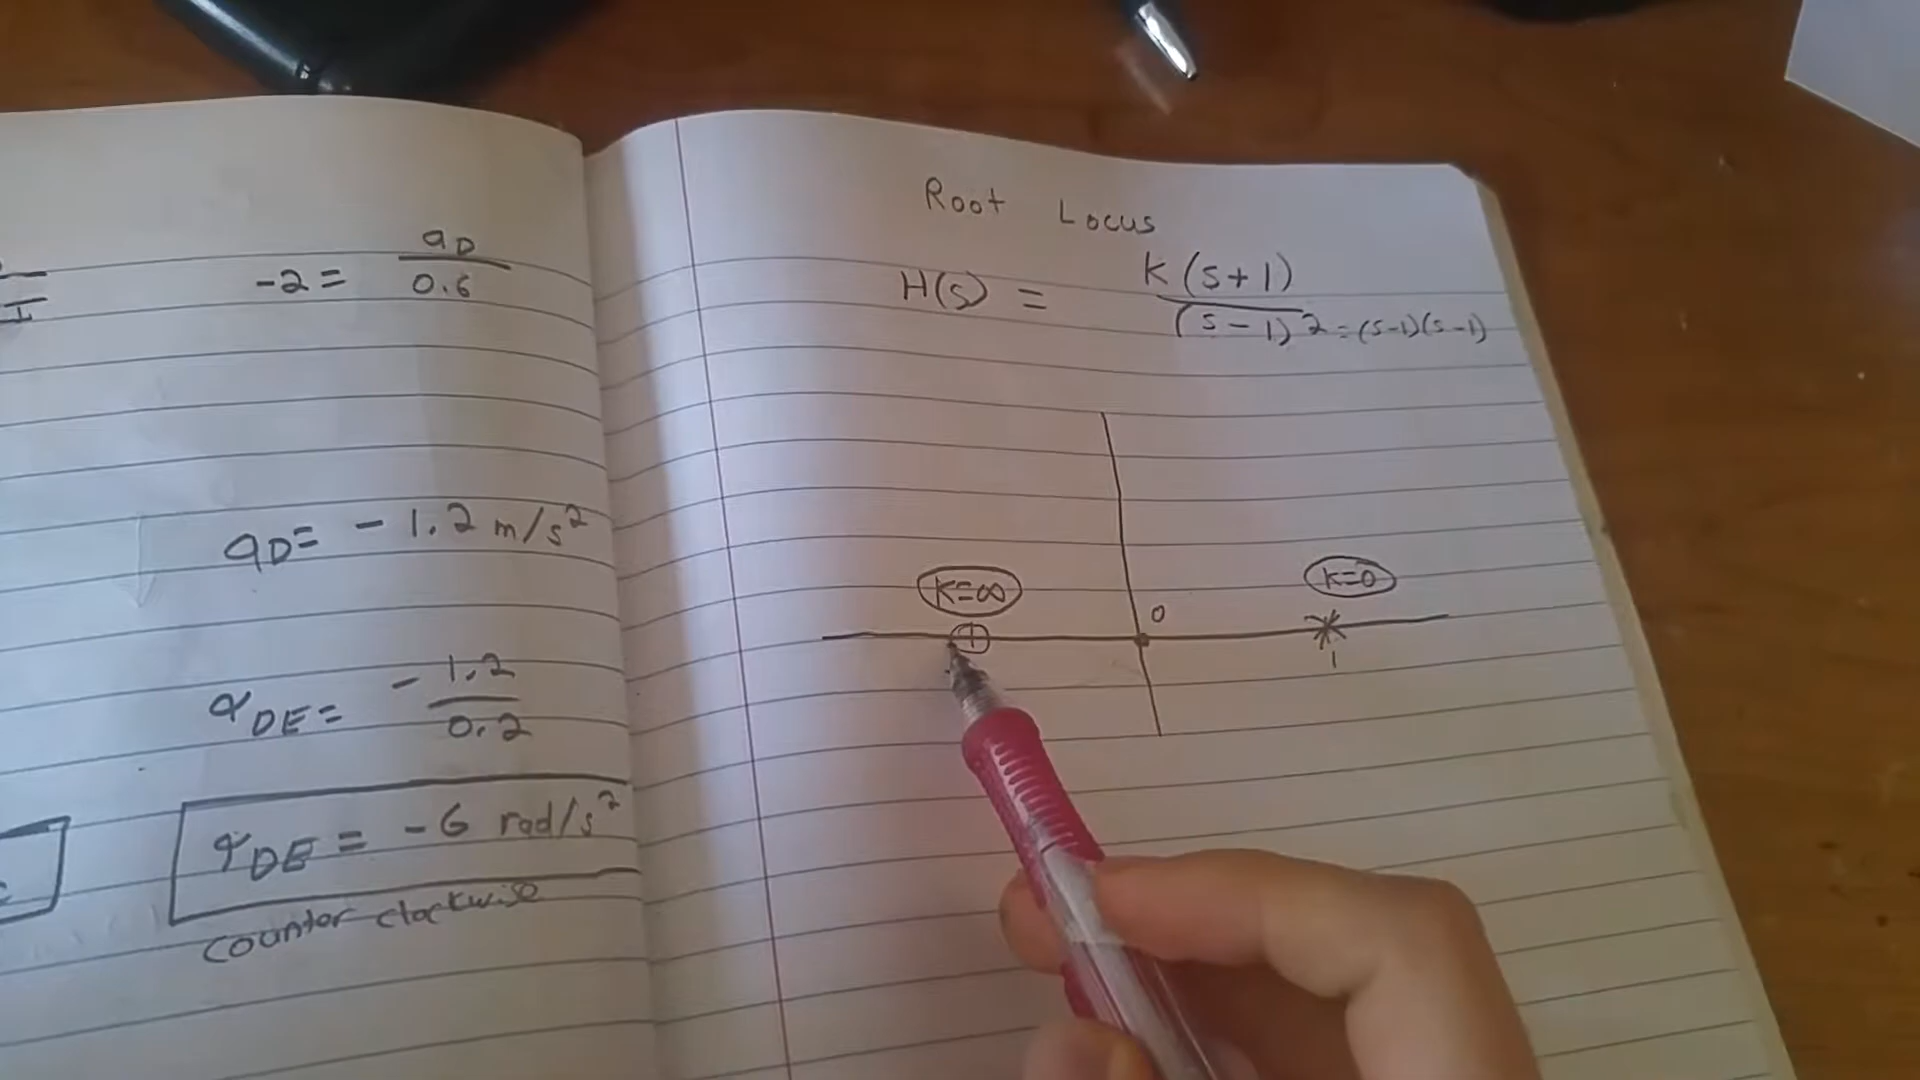 -2 = aD / 0.6
aD = -1.2 m/s²
αDE = - 1.2 / 0.2
αDE = -6 rad/s²
counter clockwise
Root Locus
H(s) = K(s+1) / (s-1)² = (s-1)(s-1)
K=∞
K=0
0
1